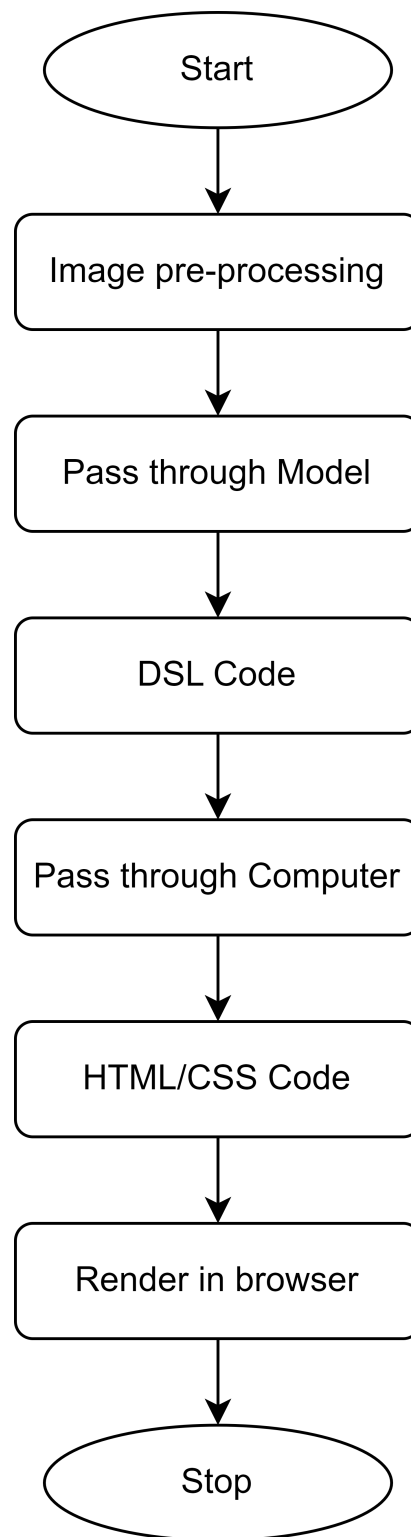 Start
Image pre-processing
Pass through Model
DSL Code
Pass through Computer
HTML/CSS Code
Render in browser
Stop